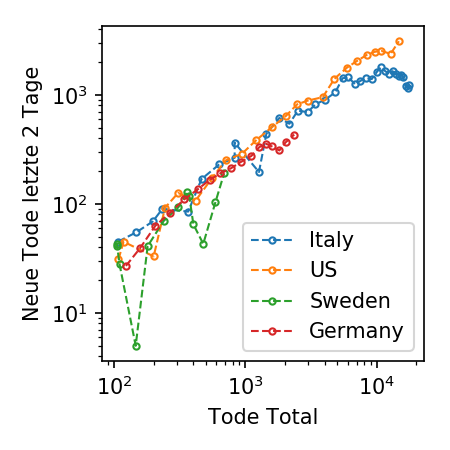 Neue Tode letzte 2 Tage
10³
10²
10¹
Italy
US
Sweden
Germany
10² 10³ 10⁴
Tode Total